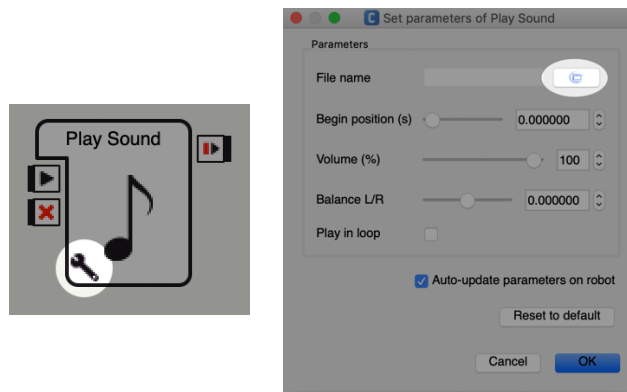 Play Sound
Set parameters of Play Sound
Parameters
File name
Begin position (s) 0.000000
Volume (%) 100
Balance L/R 0.000000
Play in loop
Auto-update parameters on robot
Reset to default
Cancel OK